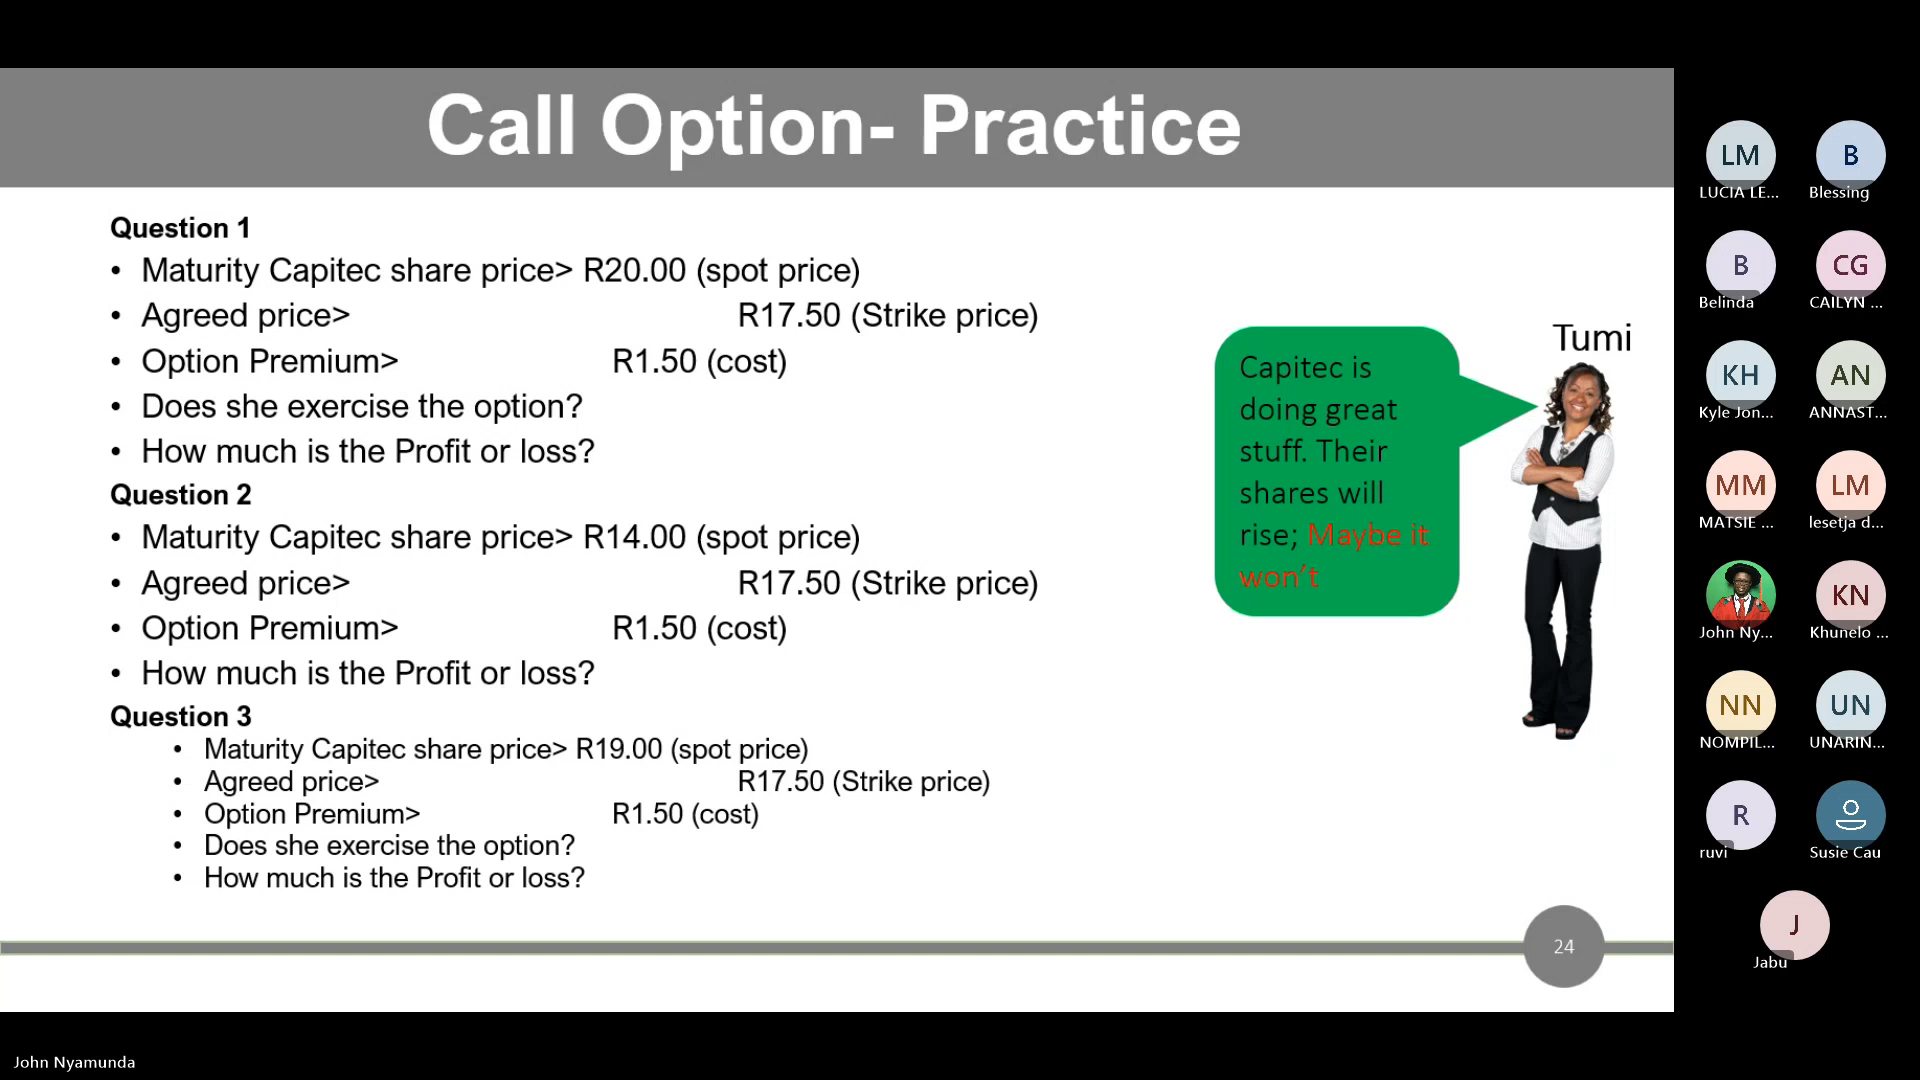 Call Option- Practice
Question 1
• Maturity Capitec share price> R20.00 (spot price)
• Agreed price> R17.50 (Strike price)
• Option Premium> R1.50 (cost)
• Does she exercise the option?
• How much is the Profit or loss?
Question 2
• Maturity Capitec share price> R14.00 (spot price)
• Agreed price> R17.50 (Strike price)
• Option Premium> R1.50 (cost)
• How much is the Profit or loss?
Question 3
• Maturity Capitec share price> R19.00 (spot price)
• Agreed price> R17.50 (Strike price)
• Option Premium> R1.50 (cost)
• Does she exercise the option?
• How much is the Profit or loss?
Tumi
Capitec is
doing great
stuff. Their
shares will
rise; Maybe it
won't
24
LM
LUCIA LE...
B
Blessing
B
Belinda
CG
CAILYN ...
KH
Kyle Jon...
AN
ANNAST...
MM
MATSIE ...
LM
lesetja d...
John Ny...
KN
Khunelo ...
NN
NOMPIL...
UN
UNARIN...
R
ruvi
Susie Cau
J
Jabu
John Nyamunda